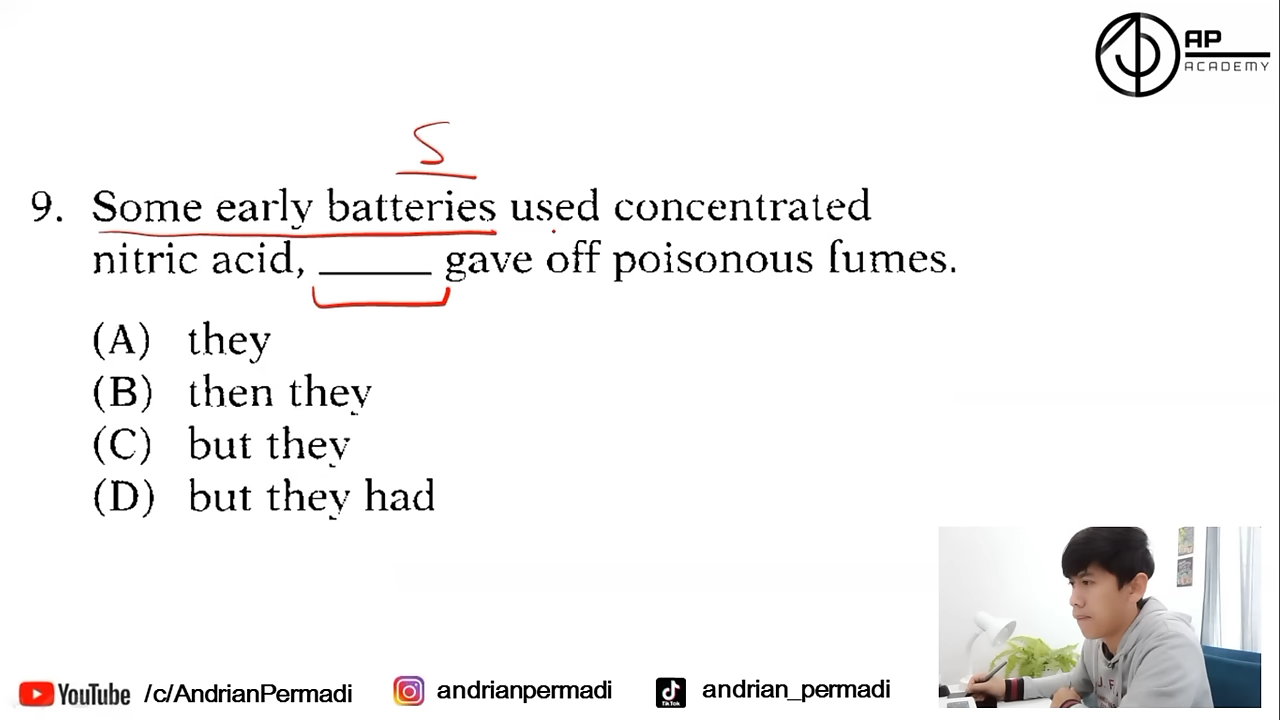 AP
ACADEMY
S
9. Some early batteries used concentrated
nitric acid, ______ gave off poisonous fumes.
(A) they
(B) then they
(C) but they
(D) but they had
YouTube /c/AndrianPermadi andrianpermadi TikTok andrian_permadi